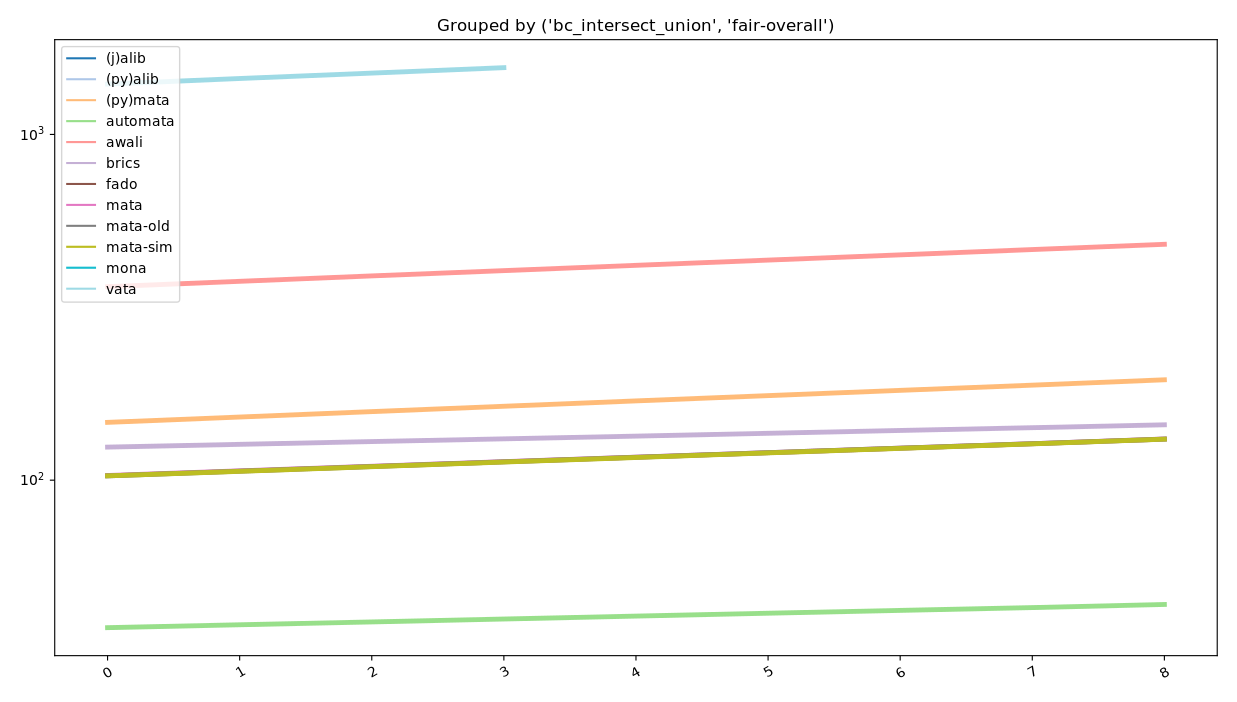 Grouped by ('bc_intersect_union', 'fair-overall')
(j)alib
(py)alib
(py)mata
automata
awali
brics
fado
mata
mata-old
mata-sim
mona
vata
10³
10²
0 1 2 3 4 5 6 7 8